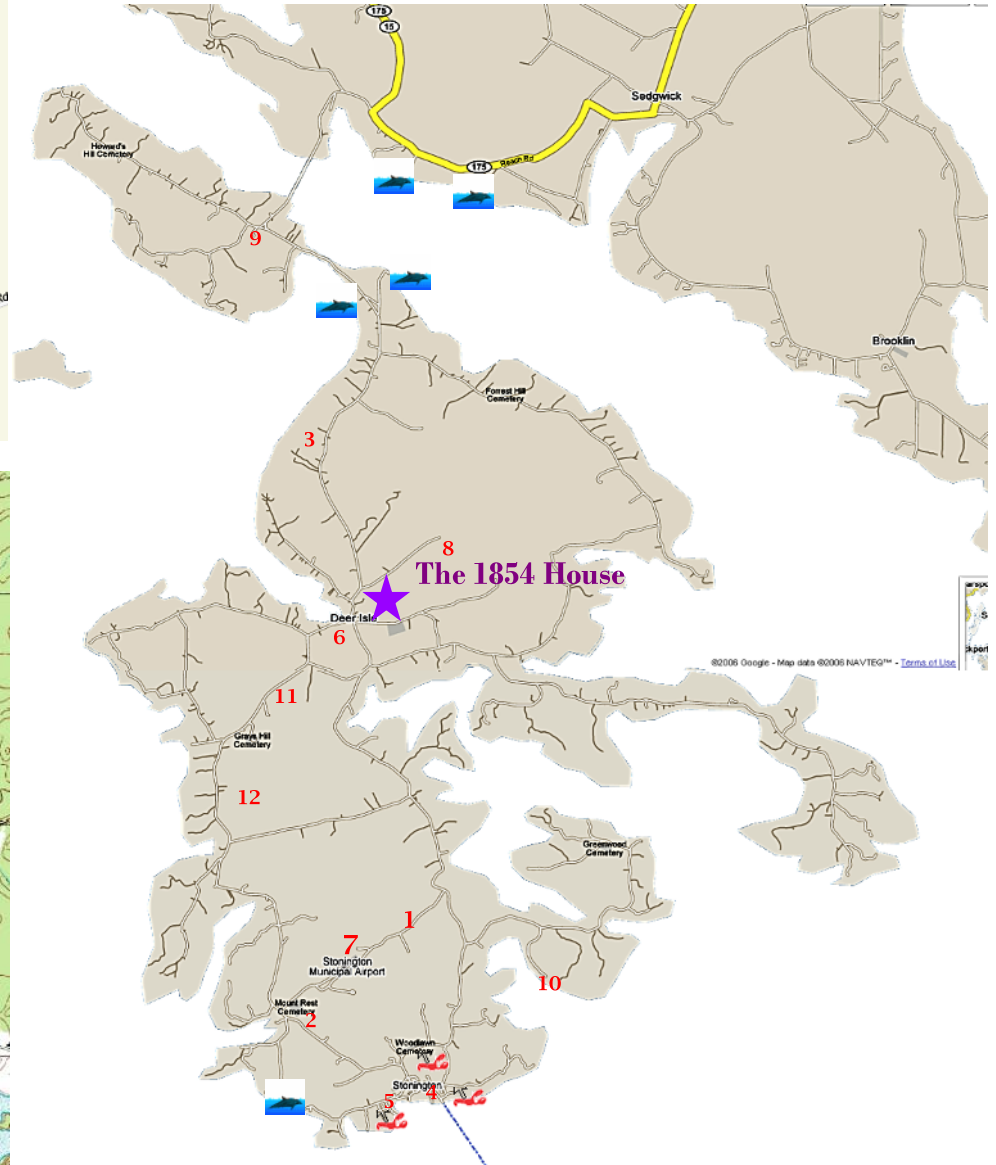 175
15
Sedgwick
Howard's
Hill Cemetery
175
Reach Rd
9
Brooklin
Forrest Hill
Cemetery
3
8
The 1854 House
Deer Isle
6
©2006 Google - Map data ©2006 NAVTEQ™ - Terms of Use
11
Grays Hill
Cemetery
12
Greenwood
Cemetery
1
7
Stonington
Municipal Airport
10
Mount Rest
Cemetery
2
Woodlawn
Cemetery
Stonington
4
5